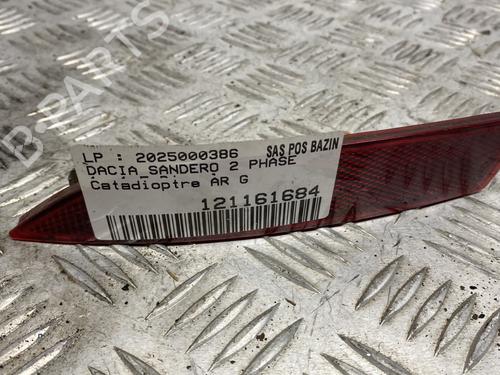 B-PARTS
LP : 2025000386 SAS POS BAZIN
DACIA SANDERO 2 PHASE
Catadioptre AR G
121161684